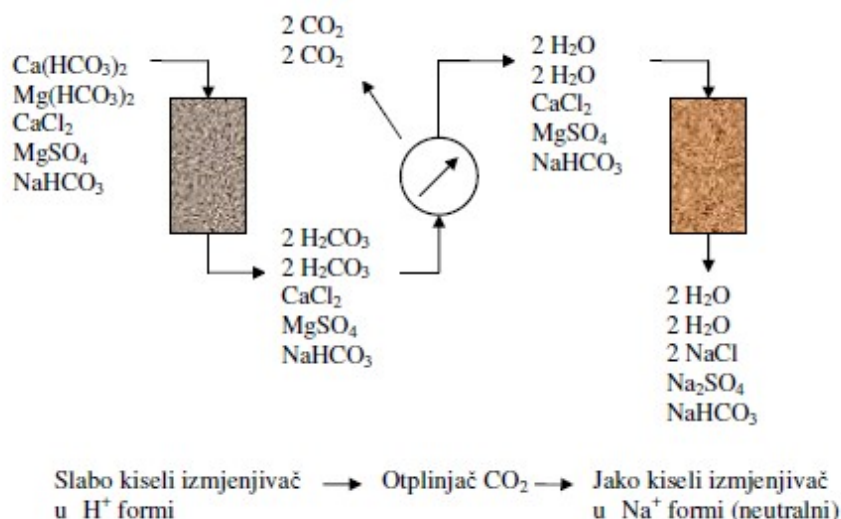 Ca(HCO₃)₂
Mg(HCO₃)₂
CaCl₂
MgSO₄
NaHCO₃
2 H₂CO₃
2 H₂CO₃
CaCl₂
MgSO₄
NaHCO₃
2 CO₂
2 CO₂
2 H₂O
2 H₂O
CaCl₂
MgSO₄
NaHCO₃
2 H₂O
2 H₂O
2 NaCl
Na₂SO₄
NaHCO₃
Slabo kiseli izmjenjivač
u H⁺ formi
Otplinjač CO₂
Jako kiseli izmjenjivač
u Na⁺ formi (neutralni)